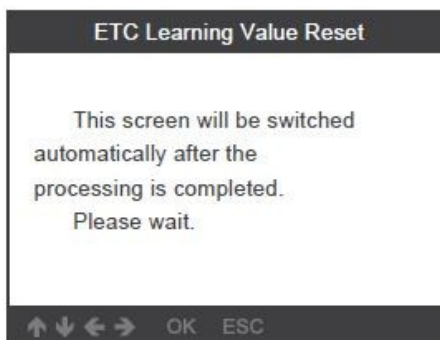 ETC Learning Value Reset
This screen will be switched
automatically after the
processing is completed.
Please wait.
OK ESC